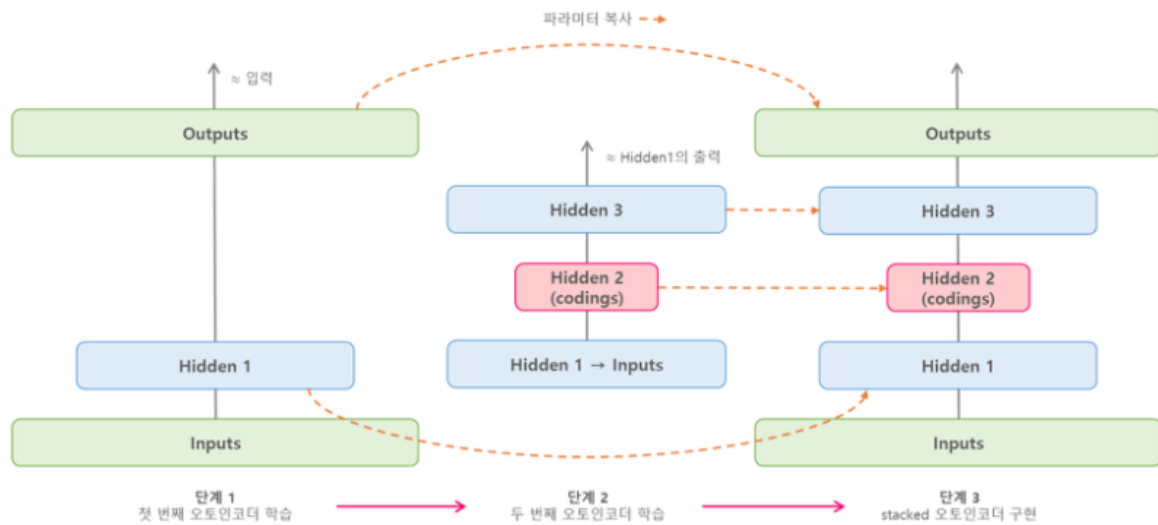 파라미터 복사
≈ 입력
Outputs
Hidden 1
Inputs
≈ Hidden1의 출력
Hidden 3
Hidden 2
(codings)
Hidden 1 → Inputs
Outputs
Hidden 3
Hidden 2
(codings)
Hidden 1
Inputs
단계 1
첫 번째 오토인코더 학습
단계 2
두 번째 오토인코더 학습
단계 3
stacked 오토인코더 구현